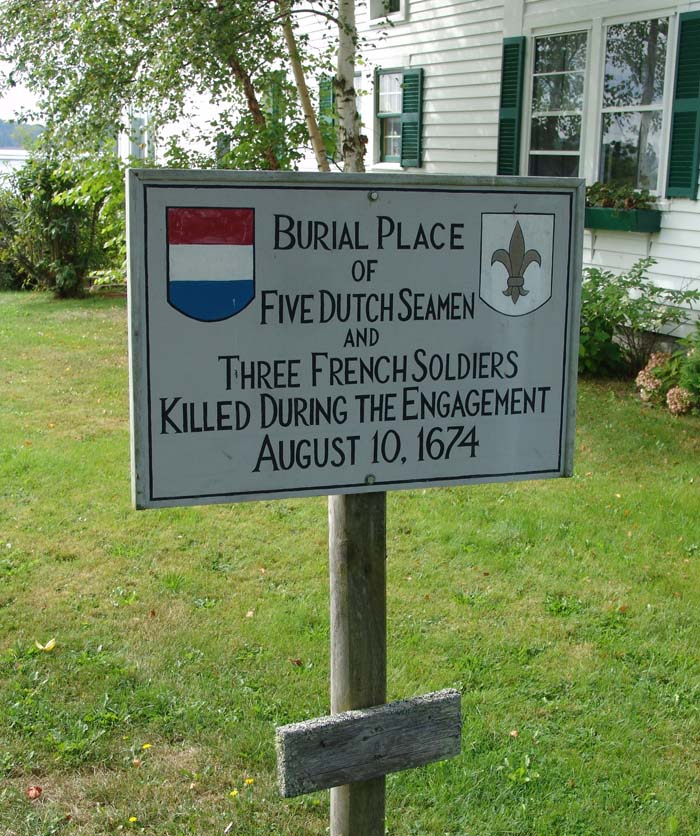 Burial Place
of
Five Dutch Seamen
and
Three French Soldiers
Killed During the Engagement
August 10, 1674